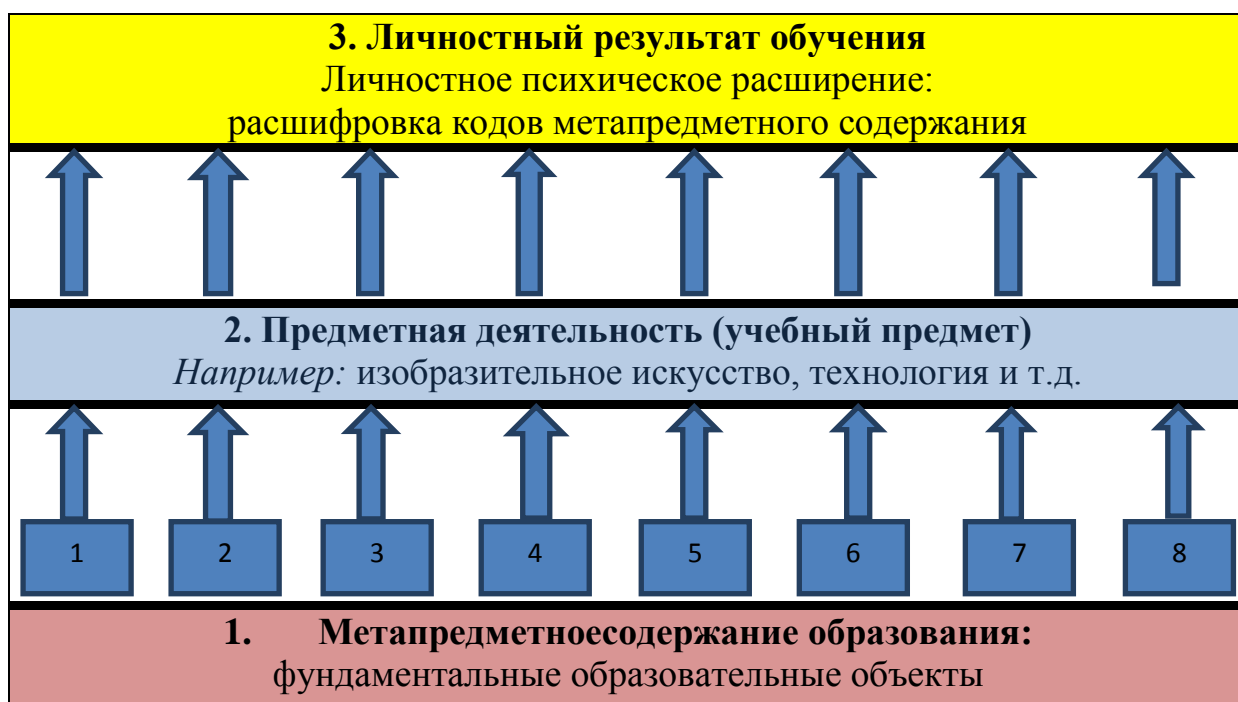 3. Личностный результат обучения
Личностное психическое расширение:
расшифровка кодов метапредметного содержания
2. Предметная деятельность (учебный предмет)
Например: изобразительное искусство, технология и т.д.
1 2 3 4 5 6 7 8
1. Метапредметноесодержание образования:
фундаментальные образовательные объекты